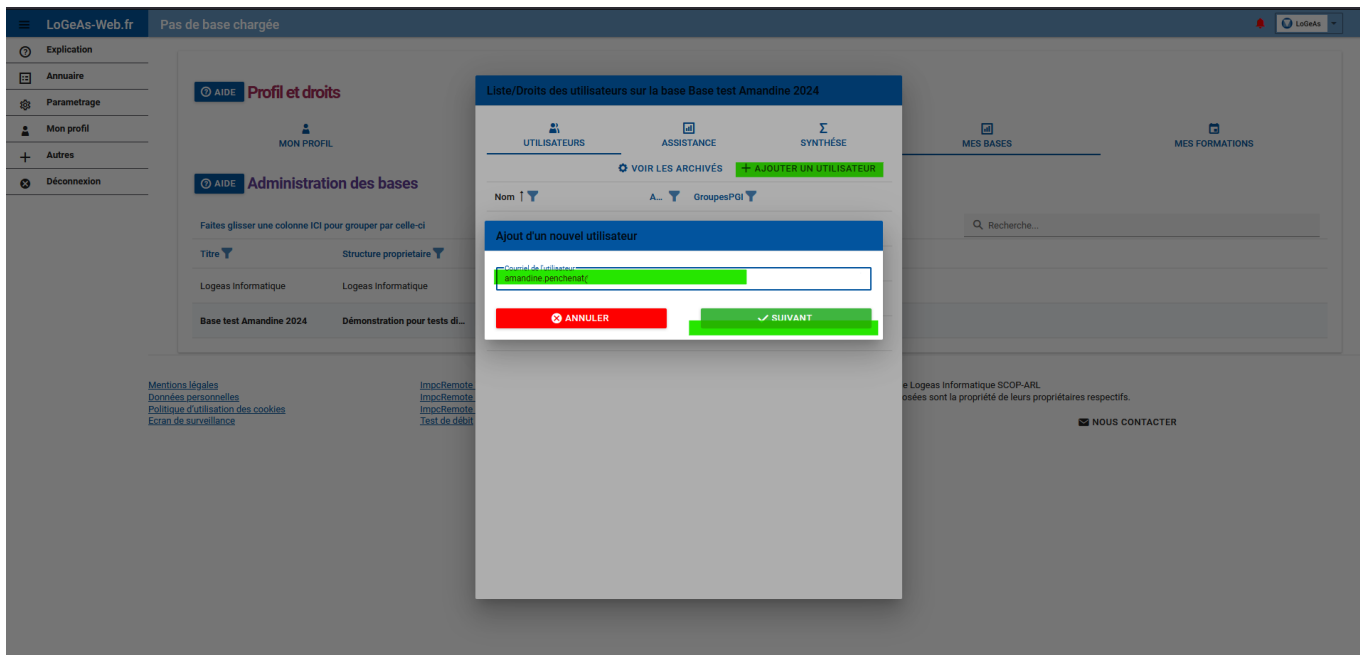 LoGeAs-Web.fr
Pas de base chargée
LoGeAs
Explication
Annuaire
Parametrage
Mon profil
Autres
Déconnexion
AIDE Profil et droits
MON PROFIL
MES BASES
MES FORMATIONS
AIDE Administration des bases
Faites glisser une colonne ICI pour grouper par celle-ci
Recherche...
Titre
Structure proprietaire
Logeas Informatique
Logeas Informatique
Base test Amandine 2024
Démonstration pour tests di...
Liste/Droits des utilisateurs sur la base Base test Amandine 2024
UTILISATEURS
ASSISTANCE
SYNTHÉSE
VOIR LES ARCHIVÉS
AJOUTER UN UTILISATEUR
Nom
A...
GroupesPGI
Ajout d'un nouvel utilisateur
Courriel de l'utilisateur
amandine.penchenat(
ANNULER
SUIVANT
Mentions légales
Données personnelles
Politique d'utilisation des cookies
Ecran de surveillance
ImpcRemote
ImpcRemote
ImpcRemote
Test de débit
e Logeas Informatique SCOP-ARL
osées sont la propriété de leurs propriétaires respectifs.
NOUS CONTACTER